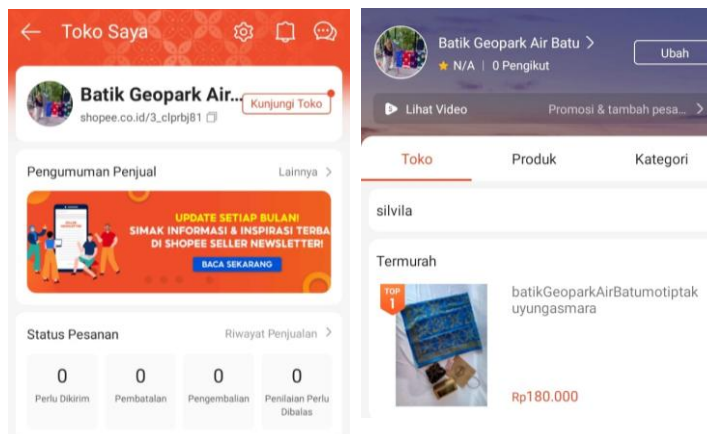 Toko Saya
Batik Geopark Air...
Kunjungi Toko
shopee.co.id/3_clprbj81
Pengumuman Penjual
Lainnya >
UPDATE SETIAP BULAN!
SIMAK INFORMASI & INSPIRASI TERBA
DI SHOPEE SELLER NEWSLETTER!
BACA SEKARANG
Status Pesanan
Riwayat Penjualan >
0
Perlu Dikirim
0
Pembatalan
0
Pengembalian
0
Penilaian Perlu
Dibalas
Batik Geopark Air Batu >
N/A | 0 Pengikut
Ubah
Lihat Video
Promosi & tambah pesa... >
Toko
Produk
Kategori
silvila
Termurah
TOP
1
batikGeoparkAirBatumotiptak
uyungasmara
Rp180.000